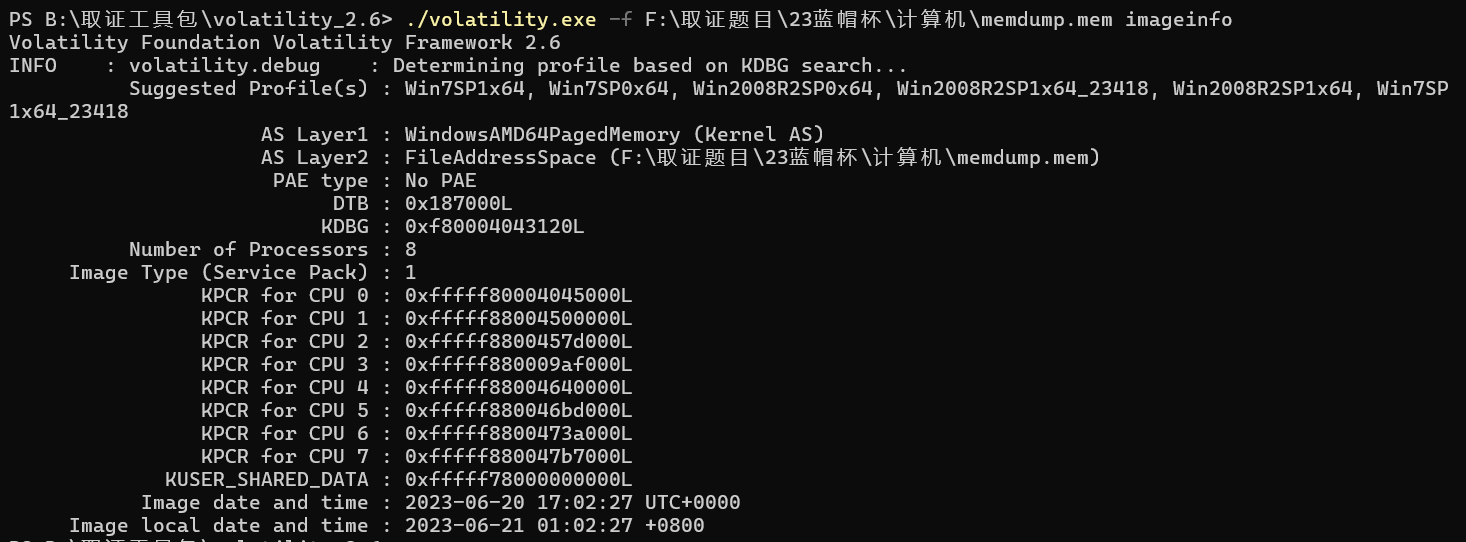 PS B:\取证工具包\volatility_2.6> ./volatility.exe -f F:\取证题目\23蓝帽杯\计算机\memdump.mem imageinfo
Volatility Foundation Volatility Framework 2.6
INFO    : volatility.debug    : Determining profile based on KDBG search...
          Suggested Profile(s) : Win7SP1x64, Win7SP0x64, Win2008R2SP0x64, Win2008R2SP1x64_23418, Win2008R2SP1x64, Win7SP
1x64_23418
                     AS Layer1 : WindowsAMD64PagedMemory (Kernel AS)
                     AS Layer2 : FileAddressSpace (F:\取证题目\23蓝帽杯\计算机\memdump.mem)
                      PAE type : No PAE
                           DTB : 0x187000L
                          KDBG : 0xf80004043120L
          Number of Processors : 8
     Image Type (Service Pack) : 1
                KPCR for CPU 0 : 0xfffff80004045000L
                KPCR for CPU 1 : 0xfffff88004500000L
                KPCR for CPU 2 : 0xfffff8800457d000L
                KPCR for CPU 3 : 0xfffff880009af000L
                KPCR for CPU 4 : 0xfffff88004640000L
                KPCR for CPU 5 : 0xfffff880046bd000L
                KPCR for CPU 6 : 0xfffff8800473a000L
                KPCR for CPU 7 : 0xfffff880047b7000L
             KUSER_SHARED_DATA : 0xfffff78000000000L
           Image date and time : 2023-06-20 17:02:27 UTC+0000
     Image local date and time : 2023-06-21 01:02:27 +0800